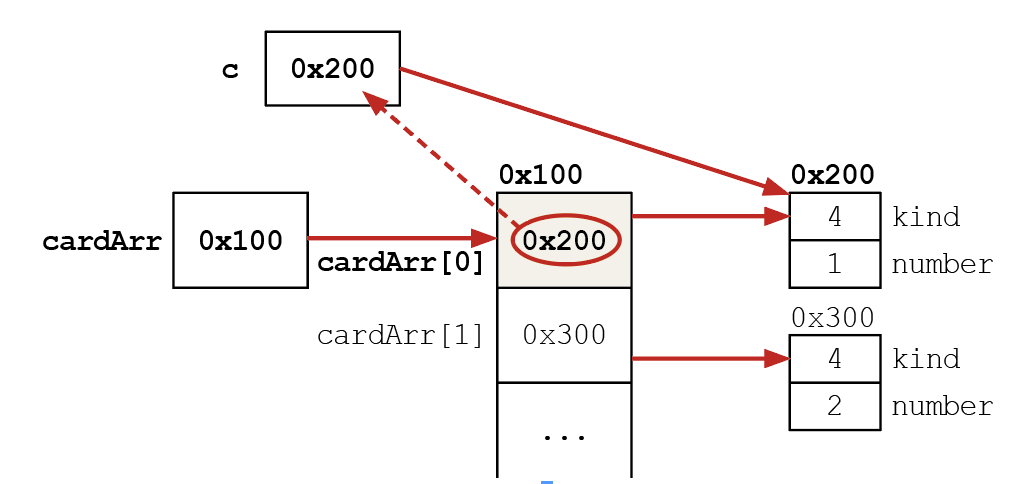 c 0x200
0x100 0x200
cardArr 0x100 0x200 4 kind
cardArr[0] 1 number
0x300
cardArr[1] 0x300 4 kind
2 number
...